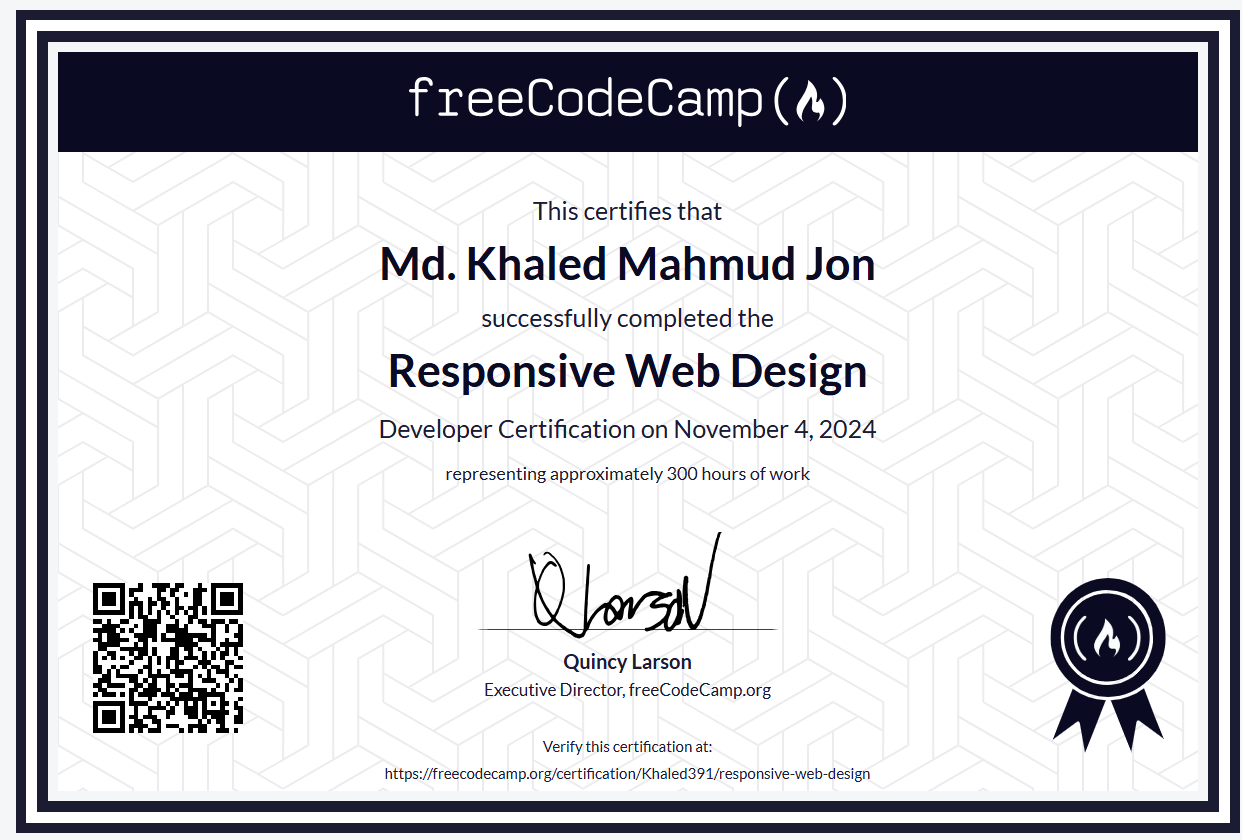 freeCodeCamp
This certifies that
Md. Khaled Mahmud Jon
successfully completed the
Responsive Web Design
Developer Certification on November 4, 2024
representing approximately 300 hours of work
Q Larson
Quincy Larson
Executive Director, freeCodeCamp.org
Verify this certification at:
https://freecodecamp.org/certification/Khaled391/responsive-web-design